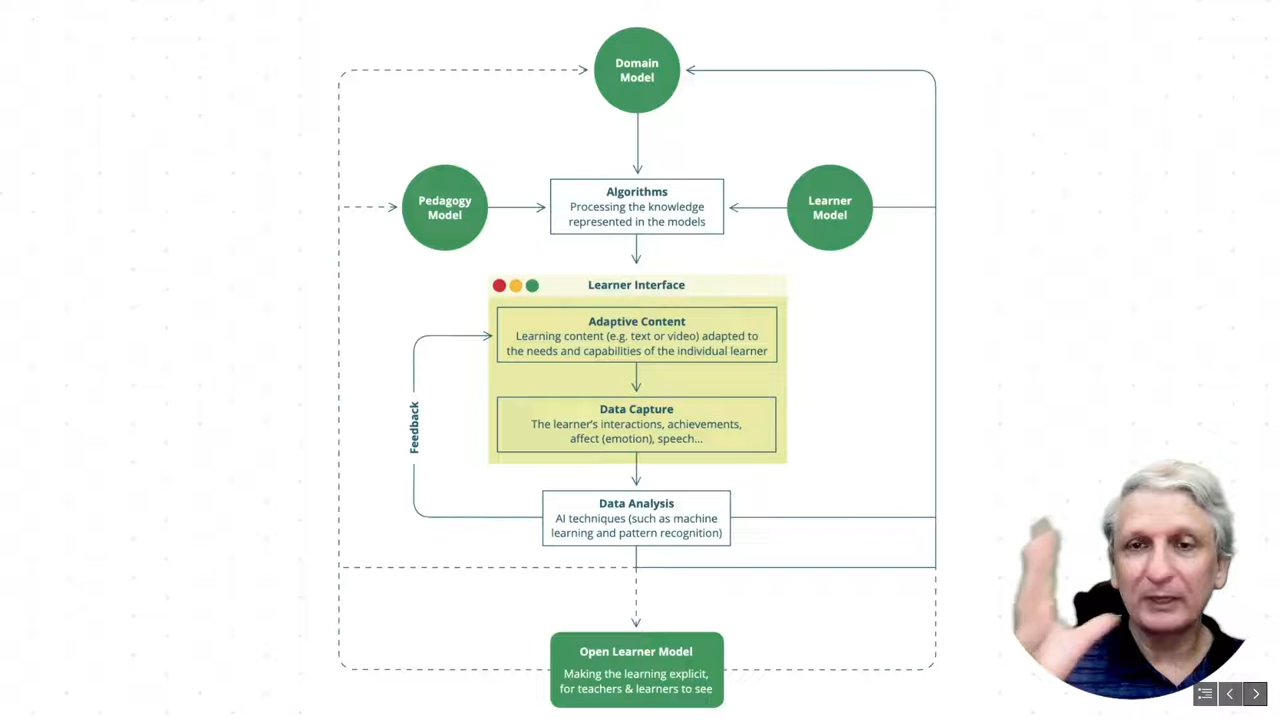 Domain
Model
Pedagogy
Model
Algorithms
Processing the knowledge
represented in the models
Learner
Model
Learner Interface
Adaptive Content
Learning content (e.g. text or video) adapted to
the needs and capabilities of the individual learner
Feedback
Data Capture
The learner's interactions, achievements,
affect (emotion), speech...
Data Analysis
AI techniques (such as machine
learning and pattern recognition)
Open Learner Model
Making the learning explicit,
for teachers & learners to see